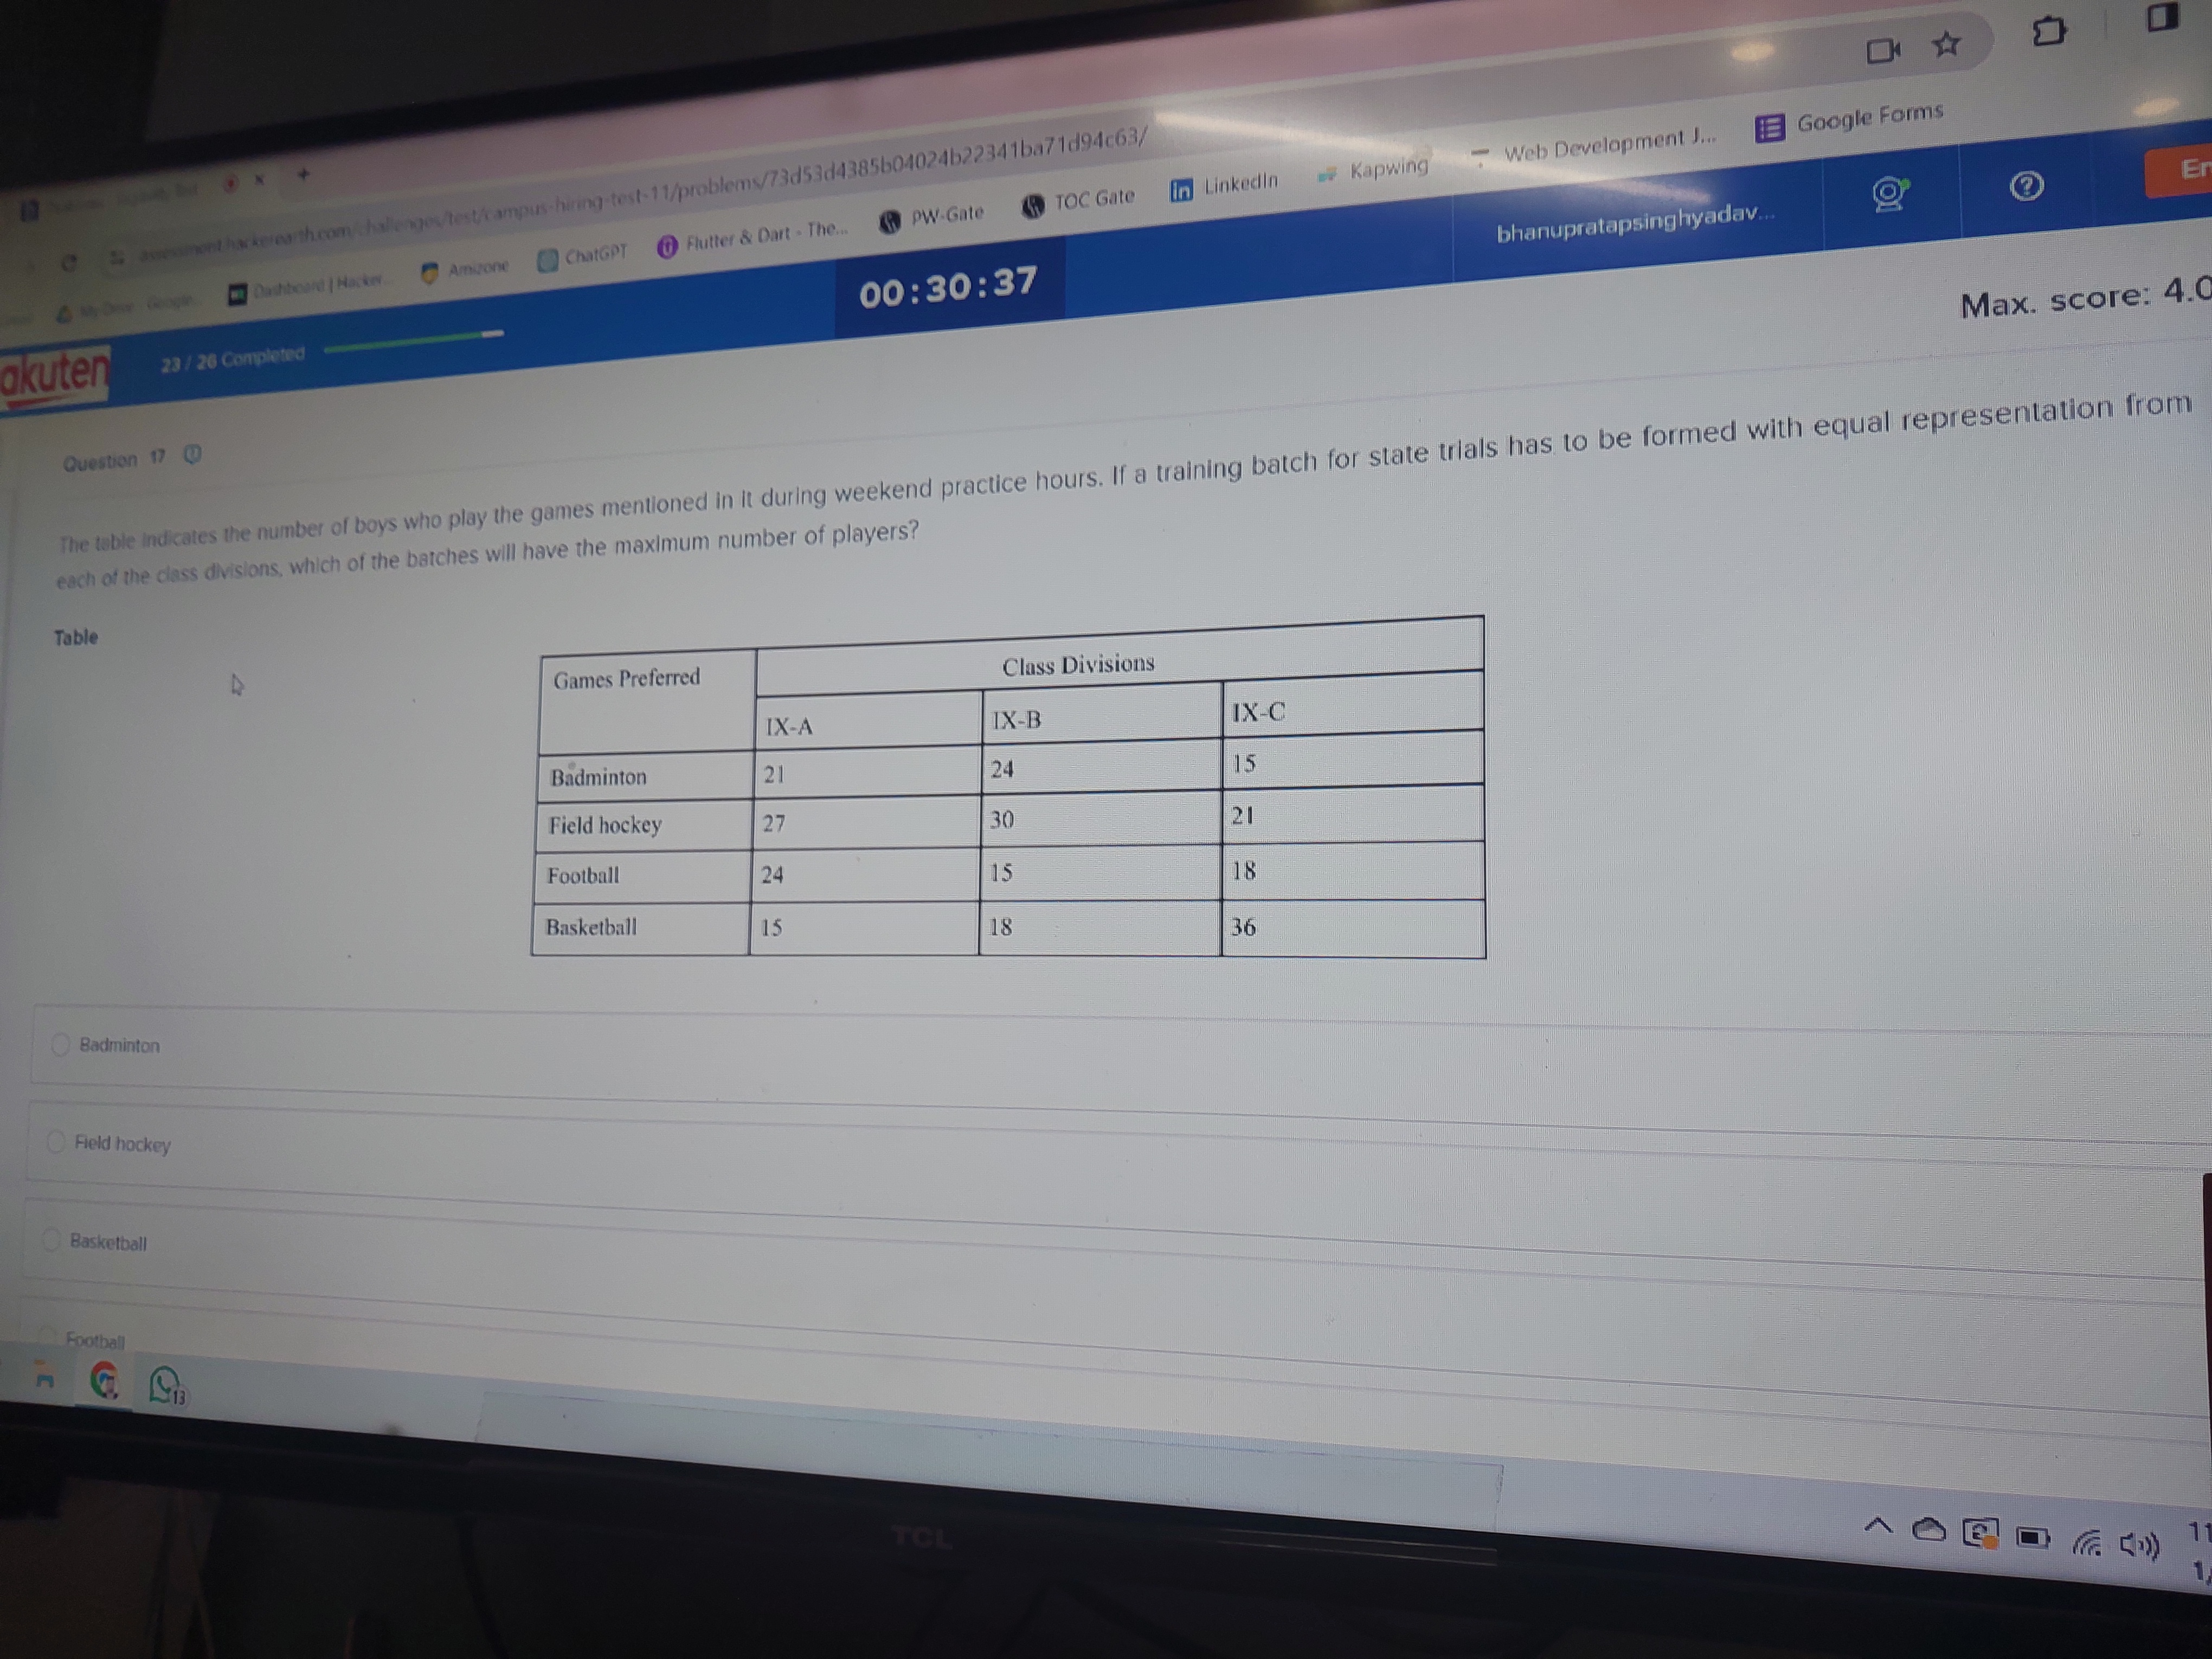 assessment.hackerearth.com/challenges/test/campus-hiring-test-11/problems/73d53d4385b04024b22341ba71d94c63/
My Drive - Google...
Dashboard | Hacker...
Amizone
ChatGPT
Flutter & Dart - The...
PW-Gate
TOC Gate
LinkedIn
Kapwing
Web Development J...
Google Forms
akuten
23 / 26 Completed
00:30:37
bhanupratapsinghyadav...
Max. score: 4.0
Question 17
The table indicates the number of boys who play the games mentioned in it during weekend practice hours. If a training batch for state trials has to be formed with equal representation from
each of the class divisions, which of the batches will have the maximum number of players?
Table
Games Preferred Class Divisions
IX-A IX-B IX-C
Badminton 21 24 15
Field hockey 27 30 21
Football 24 15 18
Basketball 15 18 36
Badminton
Field hockey
Basketball
Football
13
11
TCL